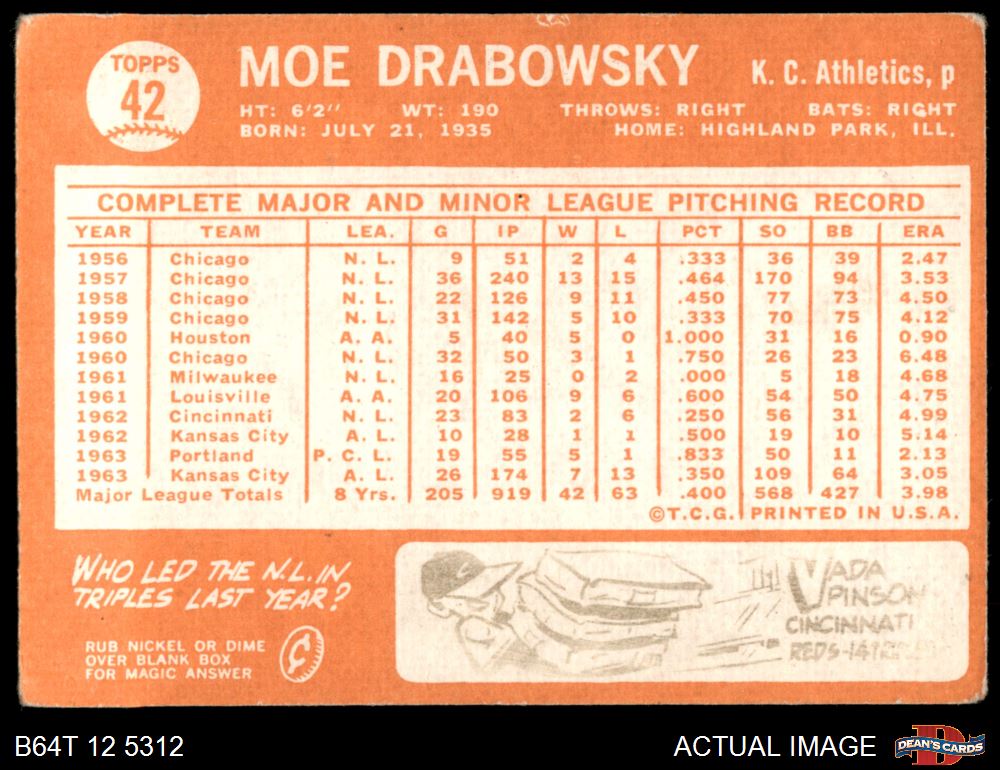 TOPPS
42
MOE DRABOWSKY
K. C. Athletics, p
HT: 6'2" WT: 190 THROWS: RIGHT BATS: RIGHT
BORN: JULY 21, 1935 HOME: HIGHLAND PARK, ILL.
COMPLETE MAJOR AND MINOR LEAGUE PITCHING RECORD
YEAR TEAM LEA. G IP W L PCT SO BB ERA
1956 Chicago N. L. 9 51 2 4 .333 36 39 2.47
1957 Chicago N. L. 36 240 13 15 .464 170 94 3.53
1958 Chicago N. L. 22 126 9 11 .450 77 73 4.50
1959 Chicago N. L. 31 142 5 10 .333 70 75 4.12
1960 Houston A. A. 5 40 5 0 1.000 31 16 0.90
1960 Chicago N. L. 32 50 3 1 .750 26 23 6.48
1961 Milwaukee N. L. 16 25 0 2 .000 5 18 4.68
1961 Louisville A. A. 20 106 9 6 .600 54 50 4.75
1962 Cincinnati N. L. 23 83 2 6 .250 56 31 4.99
1962 Kansas City A. L. 10 28 1 1 .500 19 10 5.14
1963 Portland P. C. L. 19 55 5 1 .833 50 11 2.13
1963 Kansas City A. L. 26 174 7 13 .350 109 64 3.05
Major League Totals 8 Yrs. 205 919 42 63 .400 568 427 3.98
©T.C.G. PRINTED IN U.S.A.
WHO LED THE N.L. IN
TRIPLES LAST YEAR?
RUB NICKEL OR DIME
OVER BLANK BOX
FOR MAGIC ANSWER
VADA
PINSON
CINCINNATI
REDS-14
B64T 12 5312
ACTUAL IMAGE
DEAN'S CARDS